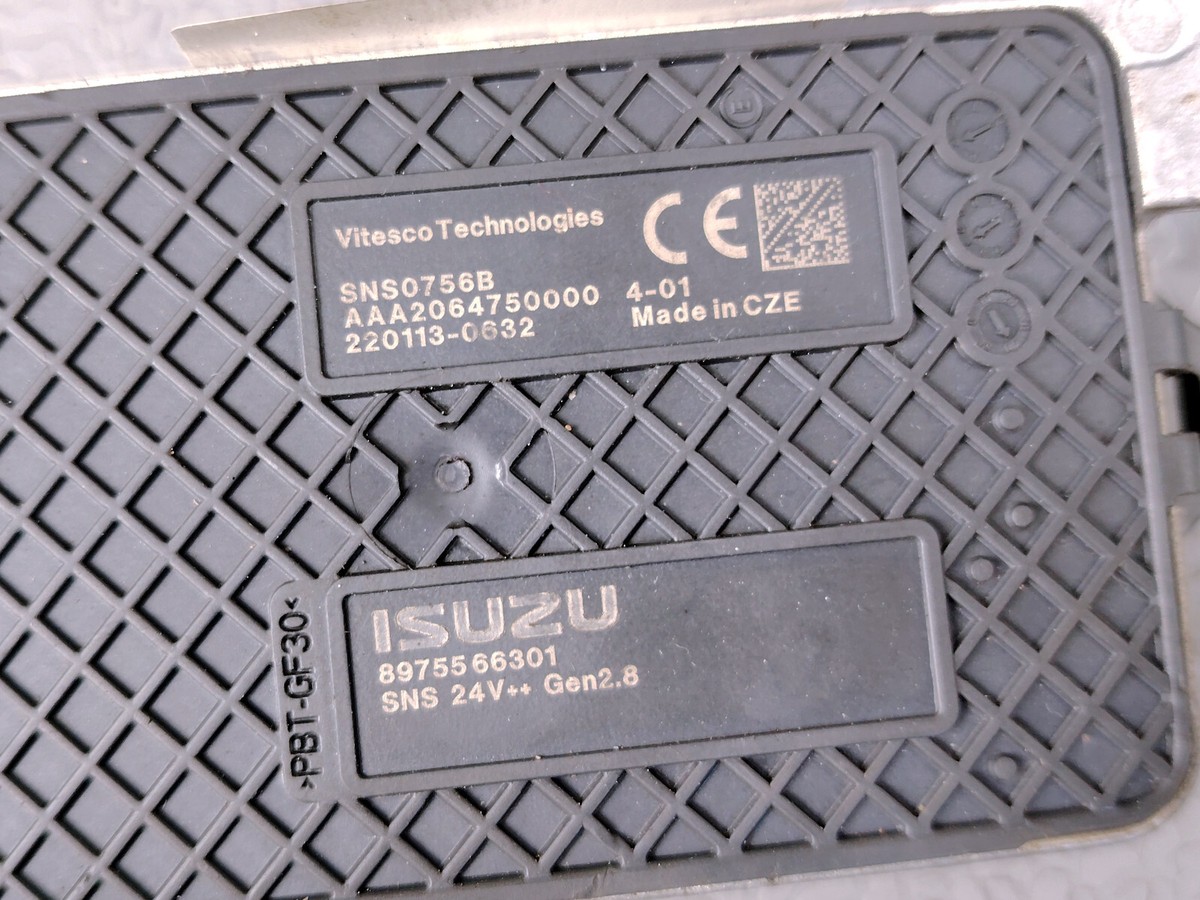 Vitesco Technologies
CE
SNS0756B
AAA2064750000 4-01
220113-0632 Made in CZE
ISUZU
8975566301
SNS 24V++ Gen2.8
>PBT-GF30<